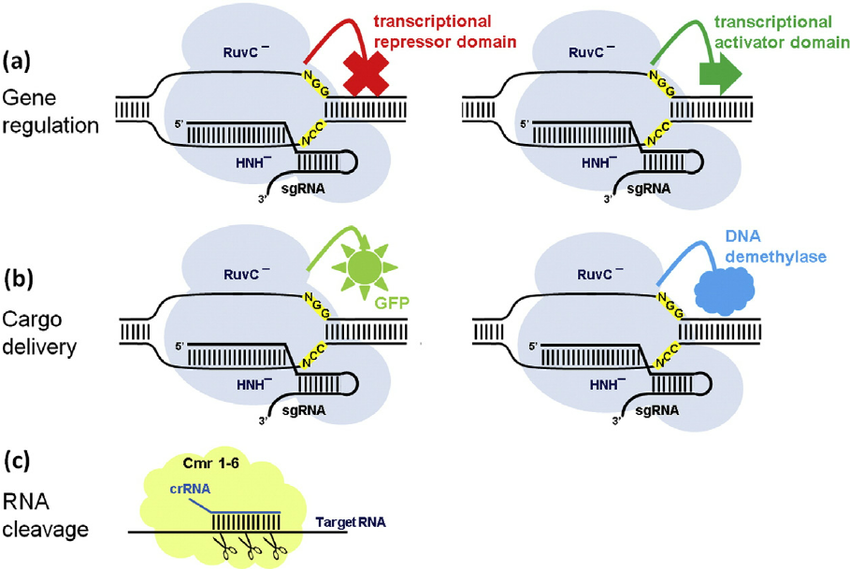 (a)
Gene
regulation
RuvC⁻
transcriptional
repressor domain
NGG
5'
NCC
HNH⁻
sgRNA
3'
RuvC⁻
transcriptional
activator domain
NGG
5'
NCC
HNH⁻
sgRNA
3'
(b)
Cargo
delivery
RuvC⁻
GFP
NGG
5'
NCC
HNH⁻
sgRNA
3'
RuvC⁻
DNA
demethylase
NGG
5'
NCC
HNH⁻
sgRNA
3'
(c)
RNA
cleavage
Cmr 1-6
crRNA
Target RNA